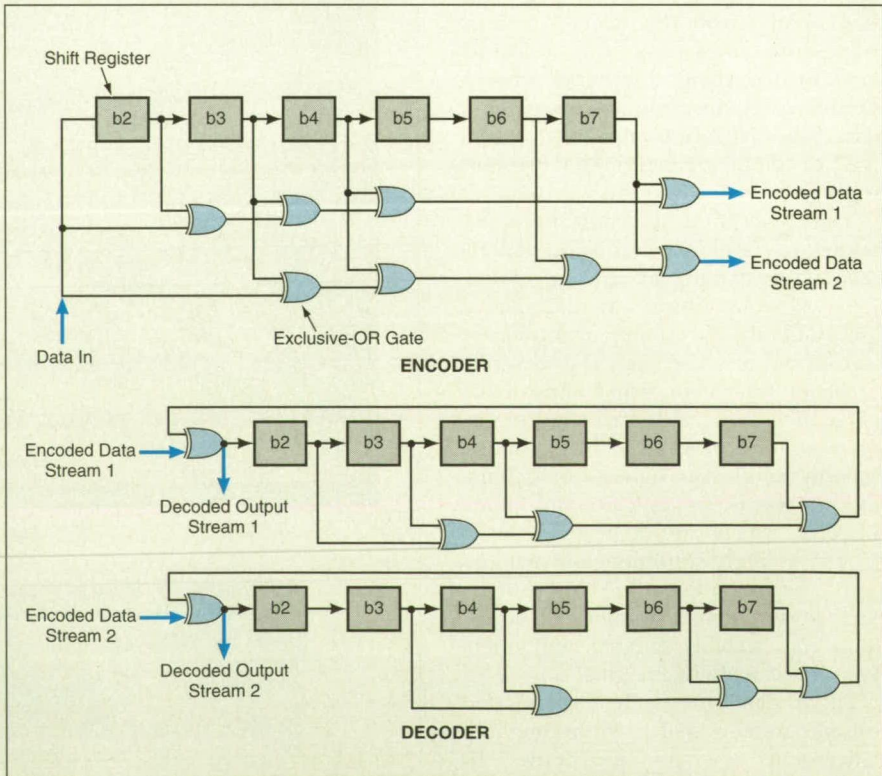 Shift Register
b2
b3
b4
b5
b6
b7
Encoded Data
Stream 1
Encoded Data
Stream 2
Exclusive-OR Gate
Data In
ENCODER
Encoded Data
Stream 1
b2
b3
b4
b5
b6
b7
Decoded Output
Stream 1
Encoded Data
Stream 2
b2
b3
b4
b5
b6
b7
Decoded Output
Stream 2
DECODER